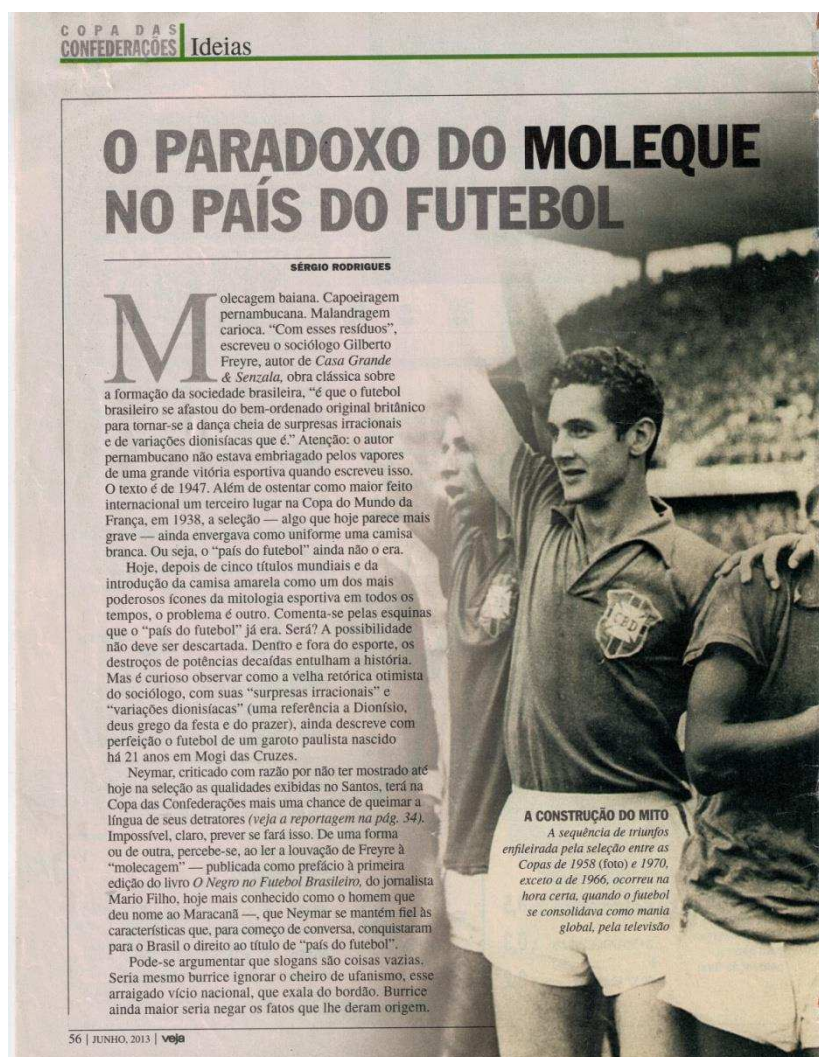 COPA DAS
CONFEDERAÇÕES Ideias
O PARADOXO DO MOLEQUE
NO PAÍS DO FUTEBOL
SÉRGIO RODRIGUES
Molecagem baiana. Capoeiragem
pernambucana. Malandragem
carioca. “Com esses resíduos”,
escreveu o sociólogo Gilberto
Freyre, autor de Casa Grande
& Senzala, obra clássica sobre
a formação da sociedade brasileira, “é que o futebol
brasileiro se afastou do bem-ordenado original britânico
para tornar-se a dança cheia de surpresas irracionais
e de variações dionisíacas que é.” Atenção: o autor
pernambucano não estava embriagado pelos vapores
de uma grande vitória esportiva quando escreveu isso.
O texto é de 1947. Além de ostentar como maior feito
internacional um terceiro lugar na Copa do Mundo da
França, em 1938, a seleção — algo que hoje parece mais
grave — ainda envergava como uniforme uma camisa
branca. Ou seja, o “país do futebol” ainda não o era.
Hoje, depois de cinco títulos mundiais e da
introdução da camisa amarela como um dos mais
poderosos ícones da mitologia esportiva em todos os
tempos, o problema é outro. Comenta-se pelas esquinas
que o “país do futebol” já era. Será? A possibilidade
não deve ser descartada. Dentro e fora do esporte, os
destroços de potências decaídas entulham a história.
Mas é curioso observar como a velha retórica otimista
do sociólogo, com suas “surpresas irracionais” e
“variações dionisíacas” (uma referência a Dionísio,
deus grego da festa e do prazer), ainda descreve com
perfeição o futebol de um garoto paulista nascido
há 21 anos em Mogi das Cruzes.
Neymar, criticado com razão por não ter mostrado até
hoje na seleção as qualidades exibidas no Santos, terá na
Copa das Confederações mais uma chance de queimar a
língua de seus detratores (veja a reportagem na pág. 34).
Impossível, claro, prever se fará isso. De uma forma
ou de outra, percebe-se, ao ler a louvação de Freyre à
“molecagem” — publicada como prefácio à primeira
edição do livro O Negro no Futebol Brasileiro, do jornalista
Mario Filho, hoje mais conhecido como o homem que
deu nome ao Maracanã —, que Neymar se mantém fiel às
características que, para começo de conversa, conquistaram
para o Brasil o direito ao título de “país do futebol”.
Pode-se argumentar que slogans são coisas vazias.
Seria mesmo burrice ignorar o cheiro de ufanismo, esse
arraigado vício nacional, que exala do bordão. Burrice
ainda maior seria negar os fatos que lhe deram origem.
CBD
A CONSTRUÇÃO DO MITO
A sequência de triunfos
enfileirada pela seleção entre as
Copas de 1958 (foto) e 1970,
exceto a de 1966, ocorreu na
hora certa, quando o futebol
se consolidava como mania
global, pela televisão
56 | JUNHO, 2013 | veja